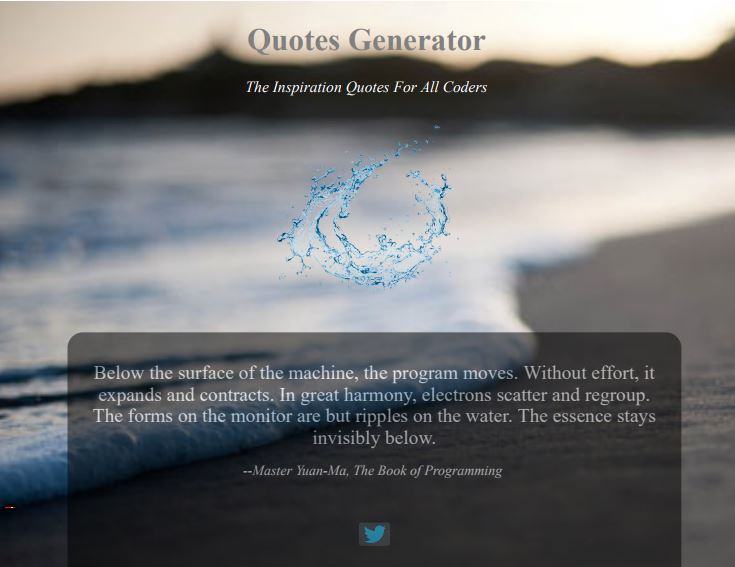 Quotes Generator
The Inspiration Quotes For All Coders
Below the surface of the machine, the program moves. Without effort, it
expands and contracts. In great harmony, electrons scatter and regroup.
The forms on the monitor are but ripples on the water. The essence stays
invisibly below.
--Master Yuan-Ma, The Book of Programming